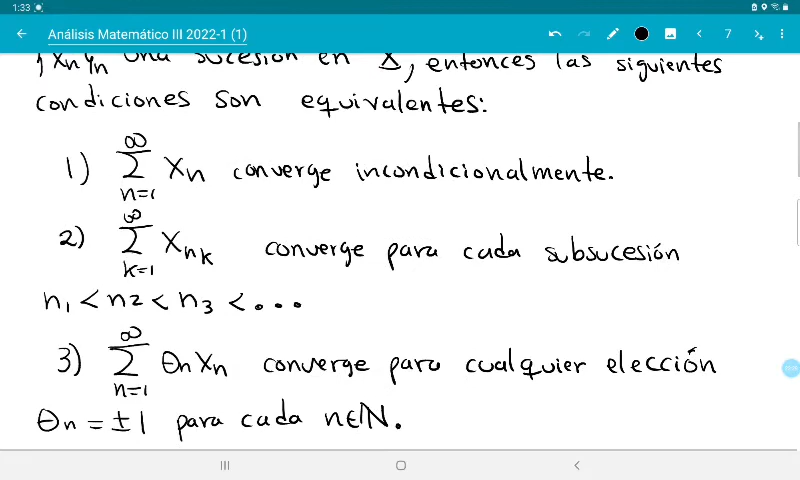 1:33
Análisis Matemático III 2022-1 (1)
7
{Xn}n una sucesión en X, entonces las siguientes
condiciones son equivalentes:
1) ∑_{n=1}^{∞} Xn converge incondicionalmente.
2) ∑_{k=1}^{∞} X_{nk} converge para cada subsucesión
n1 < n2 < n3 < ...
3) ∑_{n=1}^{∞} θn Xn converge para cualquier elección
θn = ±1 para cada n∈ℕ.